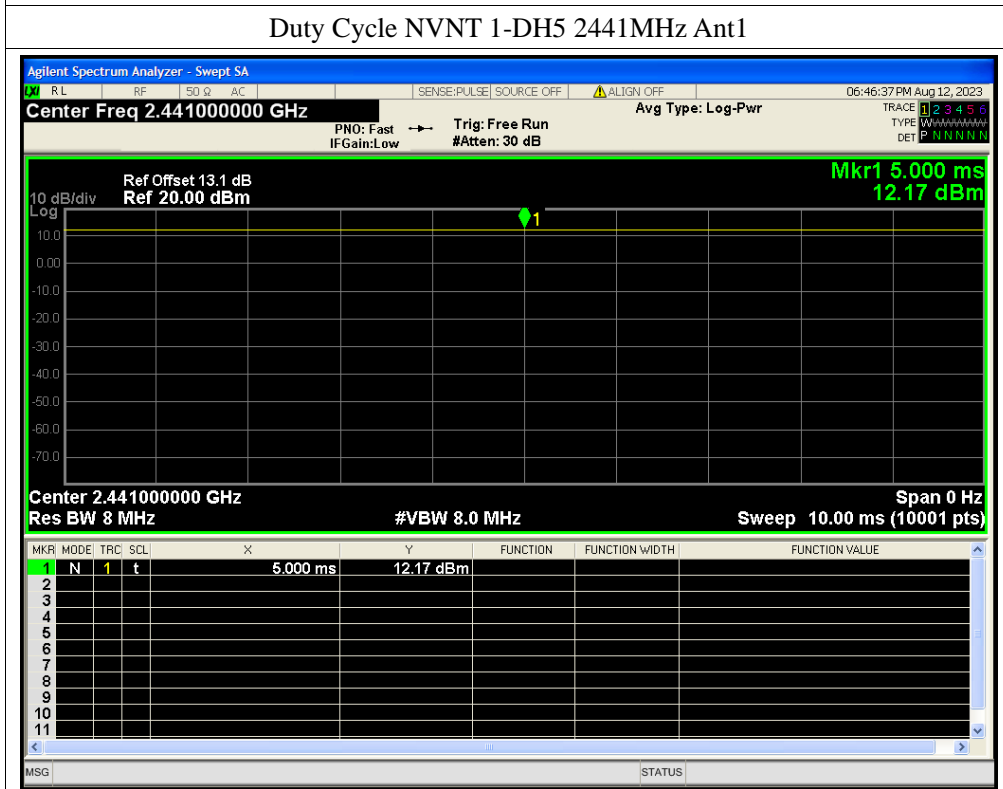 Duty Cycle NVNT 1-DH5 2441MHz Ant1
Agilent Spectrum Analyzer - Swept SA
LXI RL RF 50 Ω AC SENSE:PULSE SOURCE OFF ALIGN OFF 06:46:37 PM Aug 12, 2023
Center Freq 2.441000000 GHz Avg Type: Log-Pwr TRACE 1 2 3 4 5 6
PNO: Fast Trig: Free Run TYPE WWWWWW
IFGain:Low #Atten: 30 dB DET P N N N N N
Mkr1 5.000 ms
Ref Offset 13.1 dB
10 dB/div Ref 20.00 dBm 12.17 dBm
Log
1
10.0
0.00
-10.0
-20.0
-30.0
-40.0
-50.0
-60.0
-70.0
Center 2.441000000 GHz Span 0 Hz
Res BW 8 MHz #VBW 8.0 MHz Sweep 10.00 ms (10001 pts)
MKR MODE TRC SCL X Y FUNCTION FUNCTION WIDTH FUNCTION VALUE
1 N 1 t 5.000 ms 12.17 dBm
2
3
4
5
6
7
8
9
10
11
MSG STATUS